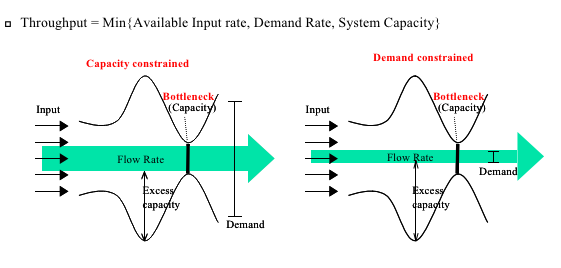 Throughput = Min{Available Input rate, Demand Rate, System Capacity}
Capacity constrained
Bottleneck
(Capacity)
Input
Flow Rate
Excess
capacity
Demand
Demand constrained
Bottleneck
(Capacity)
Input
Flow Rate
Demand
Excess
capacity